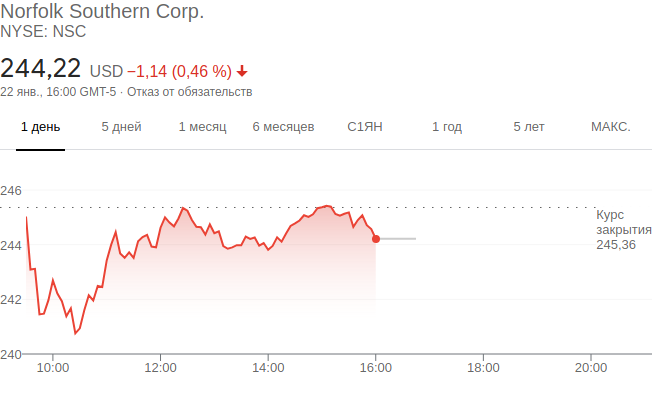 Norfolk Southern Corp.
NYSE: NSC
244,22 USD −1,14 (0,46 %)
22 янв., 16:00 GMT-5 · Отказ от обязательств
1 день 5 дней 1 месяц 6 месяцев С1ЯН 1 год 5 лет МАКС.
246
Курс
закрытия
244
245,36
242
240
10:00 12:00 14:00 16:00 18:00 20:00